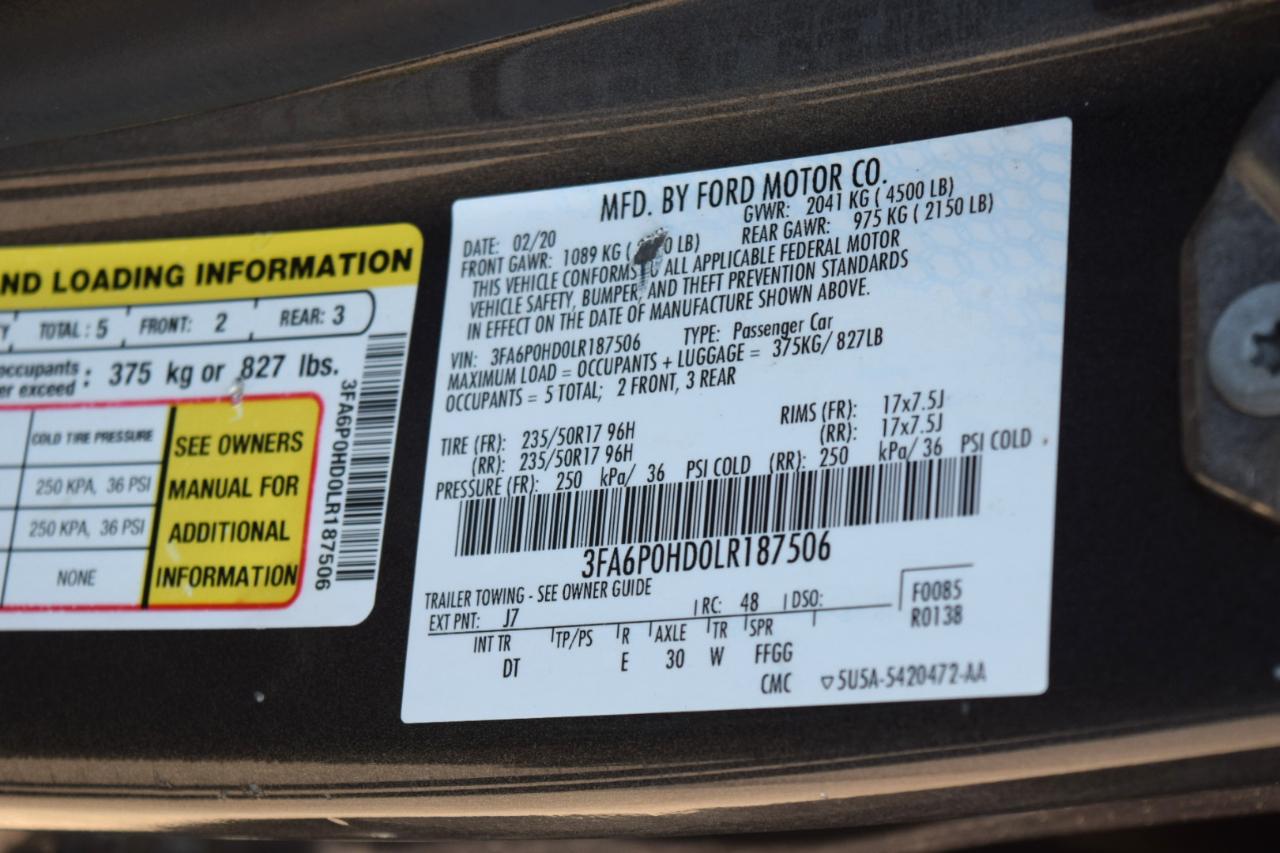 ND LOADING INFORMATION
Y TOTAL : 5 FRONT: 2 REAR: 3
occupants
er exceed : 375 kg or 827 lbs.
COLD TIRE PRESSURE
250 KPA, 36 PSI
250 KPA, 36 PSI
NONE
SEE OWNERS
MANUAL FOR
ADDITIONAL
INFORMATION
3FA6P0HD0LR187506
MFD. BY FORD MOTOR CO.
DATE: 02/20 GVWR: 2041 KG ( 4500 LB)
FRONT GAWR: 1089 KG ( 0 LB) REAR GAWR: 975 KG ( 2150 LB)
THIS VEHICLE CONFORMS ALL APPLICABLE FEDERAL MOTOR
VEHICLE SAFETY, BUMPER, AND THEFT PREVENTION STANDARDS
IN EFFECT ON THE DATE OF MANUFACTURE SHOWN ABOVE.
VIN: 3FA6P0HD0LR187506 TYPE: Passenger Car
MAXIMUM LOAD = OCCUPANTS + LUGGAGE = 375KG/ 827LB
OCCUPANTS = 5 TOTAL; 2 FRONT, 3 REAR
TIRE (FR): 235/50R17 96H RIMS (FR): 17x7.5J
(RR): 235/50R17 96H (RR): 17x7.5J
PRESSURE (FR): 250 kPa/ 36 PSI COLD (RR): 250 kPa/ 36 PSI COLD
3FA6P0HD0LR187506
TRAILER TOWING - SEE OWNER GUIDE
EXT PNT: J7 RC: 48 DSO: F0085
R0138
INT TR TP/PS R AXLE TR SPR
DT E 30 W FFGG
CMC ▽5U5A-5420472-AA